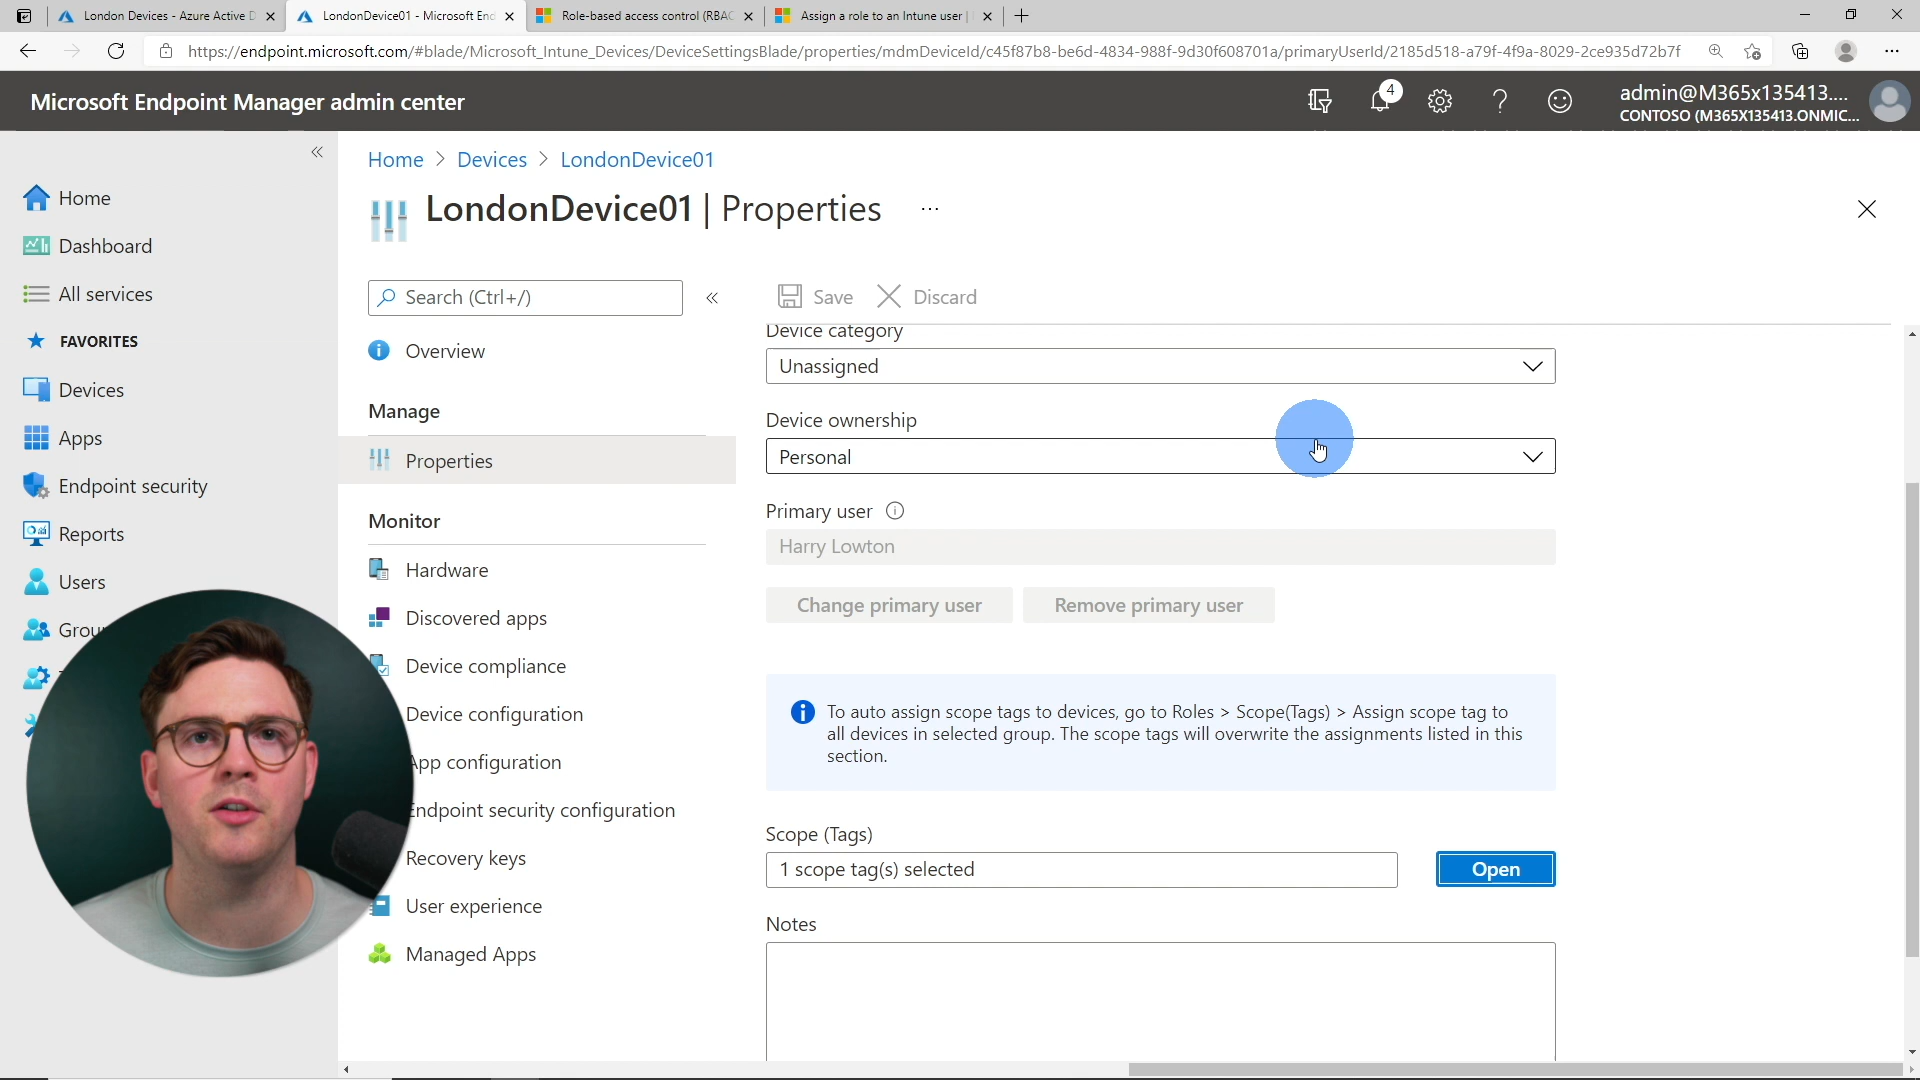 London Devices - Azure Active D
LondonDevice01 - Microsoft End
Role-based access control (RBAC
Assign a role to an Intune user |
https://endpoint.microsoft.com/#blade/Microsoft_Intune_Devices/DeviceSettingsBlade/properties/mdmDeviceId/c45f87b8-be6d-4834-988f-9d30f608701a/primaryUserId/2185d518-a79f-4f9a-8029-2ce935d72b7f
Microsoft Endpoint Manager admin center
4
admin@M365x135413....
CONTOSO (M365X135413.ONMIC...
Home
Dashboard
All services
FAVORITES
Devices
Apps
Endpoint security
Reports
Users
Grou
Home > Devices > LondonDevice01
LondonDevice01 | Properties ...
Search (Ctrl+/)
Overview
Manage
Properties
Monitor
Hardware
Discovered apps
Device compliance
Device configuration
App configuration
Endpoint security configuration
Recovery keys
User experience
Managed Apps
Save
Discard
Device category
Unassigned
Device ownership
Personal
Primary user
Harry Lowton
Change primary user
Remove primary user
To auto assign scope tags to devices, go to Roles > Scope(Tags) > Assign scope tag to
all devices in selected group. The scope tags will overwrite the assignments listed in this
section.
Scope (Tags)
1 scope tag(s) selected
Open
Notes